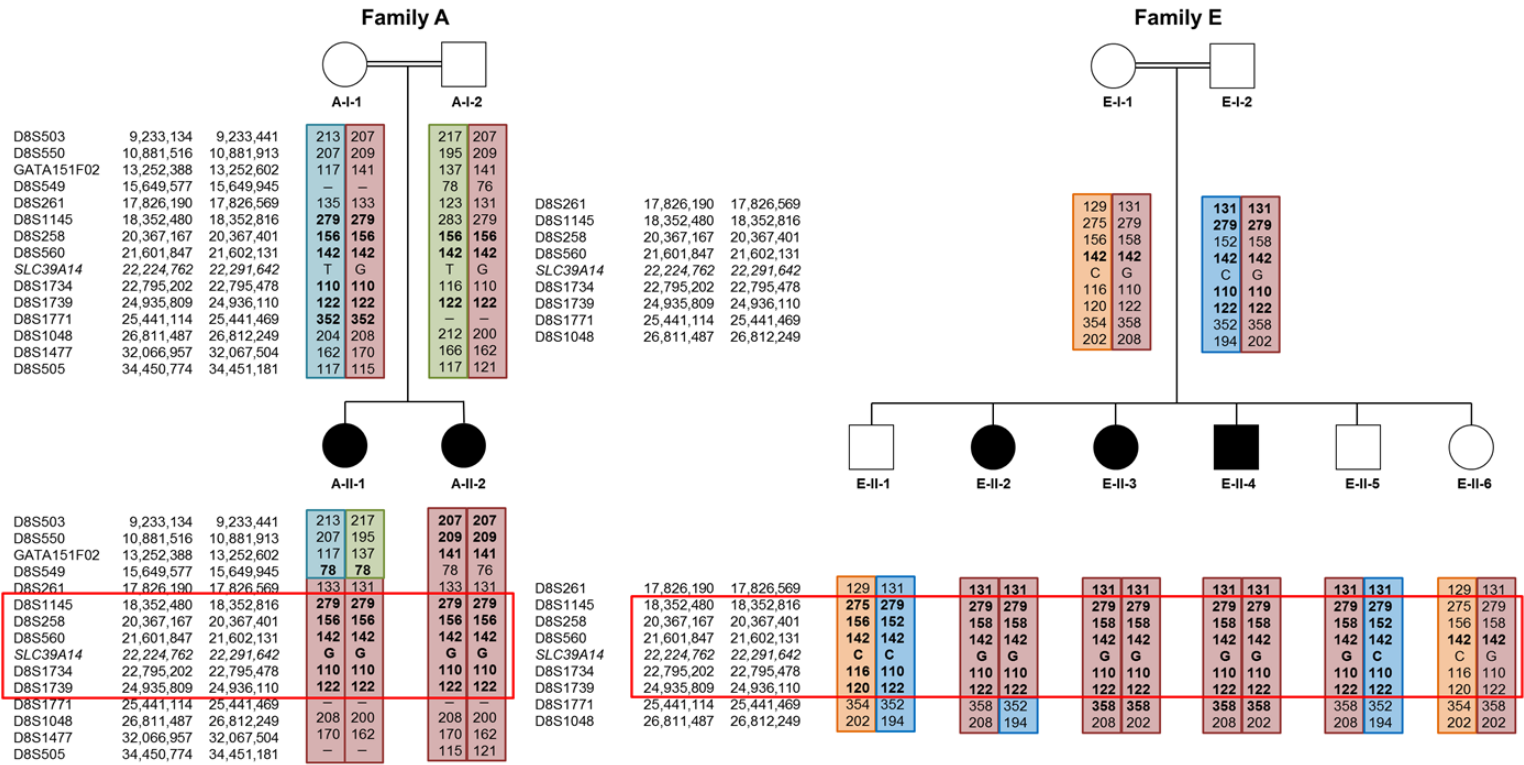 Family A
Family E
A-I-1 A-I-2
E-I-1 E-I-2
D8S503 9,233,134 9,233,441 213 207 217 207
D8S550 10,881,516 10,881,913 207 209 195 209
GATA151F02 13,252,388 13,252,602 117 141 137 141
D8S549 15,649,577 15,649,945 – – 78 76
D8S261 17,826,190 17,826,569 135 133 123 131
D8S1145 18,352,480 18,352,816 279 279 283 279
D8S258 20,367,167 20,367,401 156 156 156 156
D8S560 21,601,847 21,602,131 142 142 142 142
SLC39A14 22,224,762 22,291,642 T G T G
D8S1734 22,795,202 22,795,478 110 110 116 110
D8S1739 24,935,809 24,936,110 122 122 122 122
D8S1771 25,441,114 25,441,469 352 352 – –
D8S1048 26,811,487 26,812,249 204 208 212 200
D8S1477 32,066,957 32,067,504 162 170 166 162
D8S505 34,450,774 34,451,181 117 115 117 121
D8S261 17,826,190 17,826,569 129 131 131 131
D8S1145 18,352,480 18,352,816 275 279 279 279
D8S258 20,367,167 20,367,401 156 158 152 158
D8S560 21,601,847 21,602,131 142 142 142 142
SLC39A14 22,224,762 22,291,642 C G C G
D8S1734 22,795,202 22,795,478 116 110 110 110
D8S1739 24,935,809 24,936,110 120 122 122 122
D8S1771 25,441,114 25,441,469 354 358 352 358
D8S1048 26,811,487 26,812,249 202 208 194 202
A-II-1 A-II-2
E-II-1 E-II-2 E-II-3 E-II-4 E-II-5 E-II-6
D8S503 9,233,134 9,233,441 213 217 207 207
D8S550 10,881,516 10,881,913 207 195 209 209
GATA151F02 13,252,388 13,252,602 117 137 141 141
D8S549 15,649,577 15,649,945 78 78 78 76
D8S261 17,826,190 17,826,569 133 131 133 131
D8S1145 18,352,480 18,352,816 279 279 279 279
D8S258 20,367,167 20,367,401 156 156 156 156
D8S560 21,601,847 21,602,131 142 142 142 142
SLC39A14 22,224,762 22,291,642 G G G G
D8S1734 22,795,202 22,795,478 110 110 110 110
D8S1739 24,935,809 24,936,110 122 122 122 122
D8S1771 25,441,114 25,441,469 – – – –
D8S1048 26,811,487 26,812,249 208 200 208 200
D8S1477 32,066,957 32,067,504 170 162 170 162
D8S505 34,450,774 34,451,181 – – 115 121
D8S261 17,826,190 17,826,569 129 131 131 131 131 131 131 131 131 131 129 131
D8S1145 18,352,480 18,352,816 275 279 279 279 279 279 279 279 279 279 275 279
D8S258 20,367,167 20,367,401 156 152 158 158 158 158 158 158 158 152 156 158
D8S560 21,601,847 21,602,131 142 142 142 142 142 142 142 142 142 142 142 142
SLC39A14 22,224,762 22,291,642 C C G G G G G G G C C G
D8S1734 22,795,202 22,795,478 116 110 110 110 110 110 110 110 110 110 116 110
D8S1739 24,935,809 24,936,110 120 122 122 122 122 122 122 122 122 122 120 122
D8S1771 25,441,114 25,441,469 354 352 358 352 358 358 358 358 358 352 354 358
D8S1048 26,811,487 26,812,249 202 194 208 194 208 202 208 202 208 194 202 202